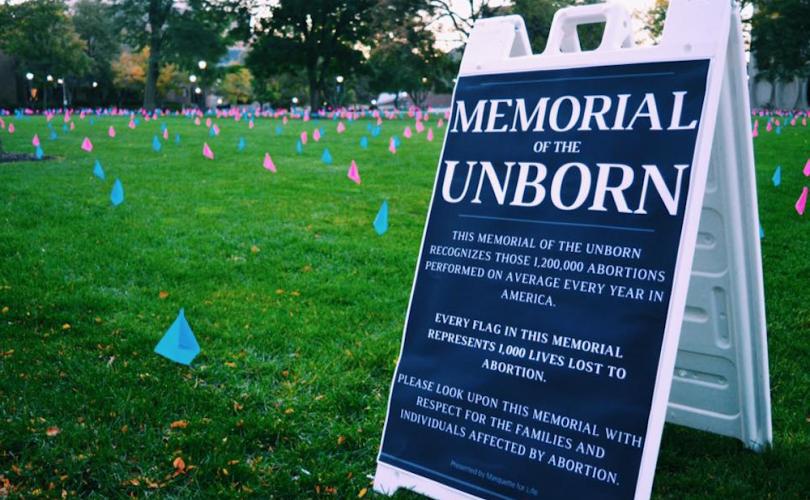 MEMORIAL
OF THE
UNBORN
THIS MEMORIAL OF THE UNBORN
RECOGNIZES THOSE 1,200,000 ABORTIONS
PERFORMED ON AVERAGE EVERY YEAR IN
AMERICA.
EVERY FLAG IN THIS MEMORIAL
REPRESENTS 1,000 LIVES LOST TO
ABORTION.
PLEASE LOOK UPON THIS MEMORIAL WITH
RESPECT FOR THE FAMILIES AND
INDIVIDUALS AFFECTED BY ABORTION.
Presented by Marquette for Life